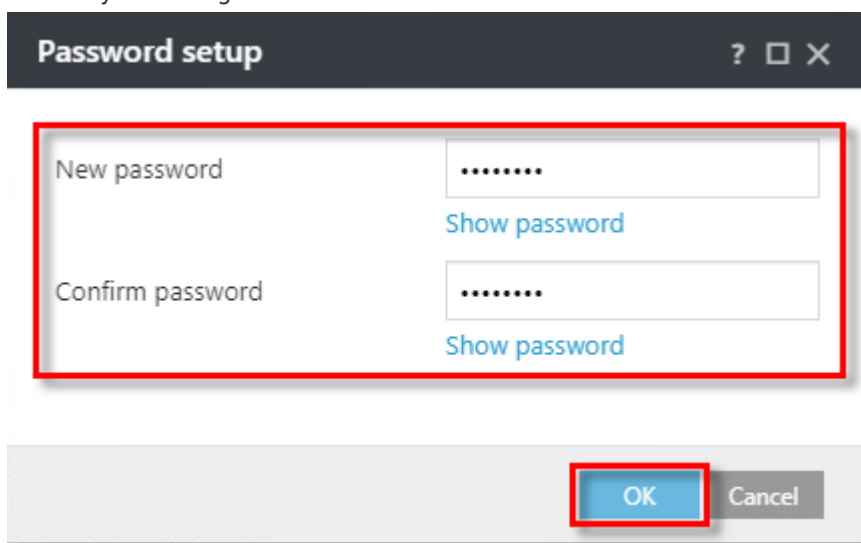 Password setup ?
New password ••••••••
Show password
Confirm password ••••••••
Show password
OK Cancel